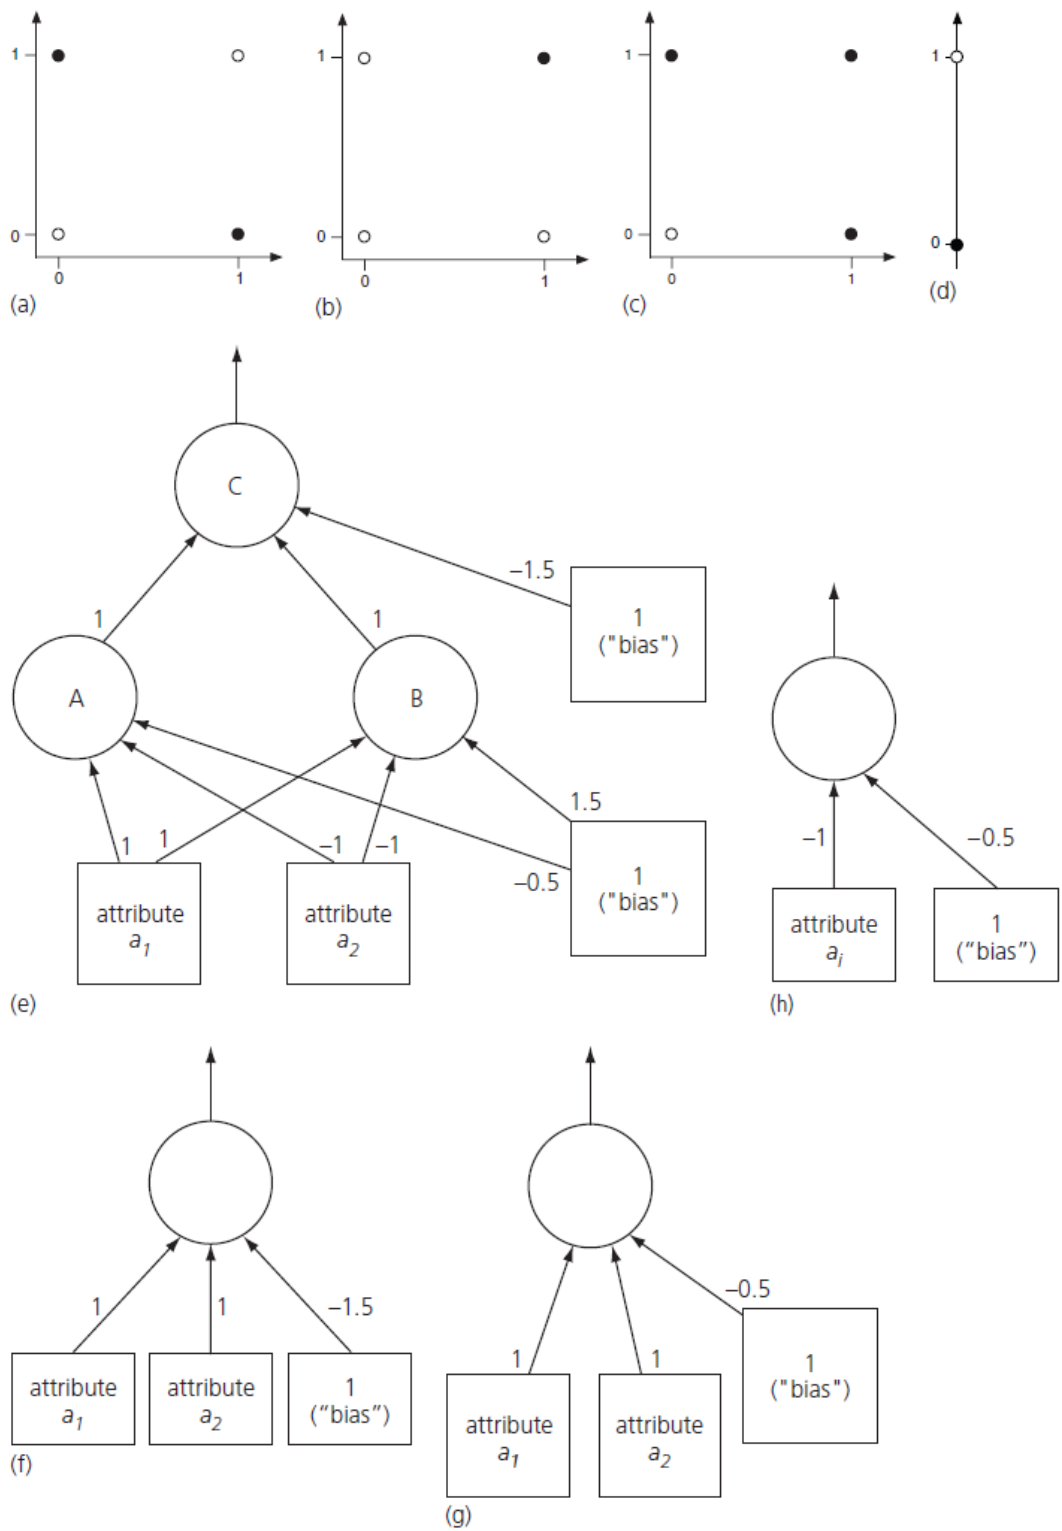 1
0
0
1
(a)
1
0
0
1
(b)
1
0
0
1
(c)
1
0
(d)
C
–1.5
1
("bias")
1
1
A
B
1.5
1
1
–1
–1
–0.5
1
("bias")
attribute
a1
attribute
a2
(e)
–1
–0.5
attribute
ai
1
(“bias”)
(h)
1
1
–1.5
attribute
a1
attribute
a2
1
(“bias”)
(f)
–0.5
1
1
1
("bias")
attribute
a1
attribute
a2
(g)